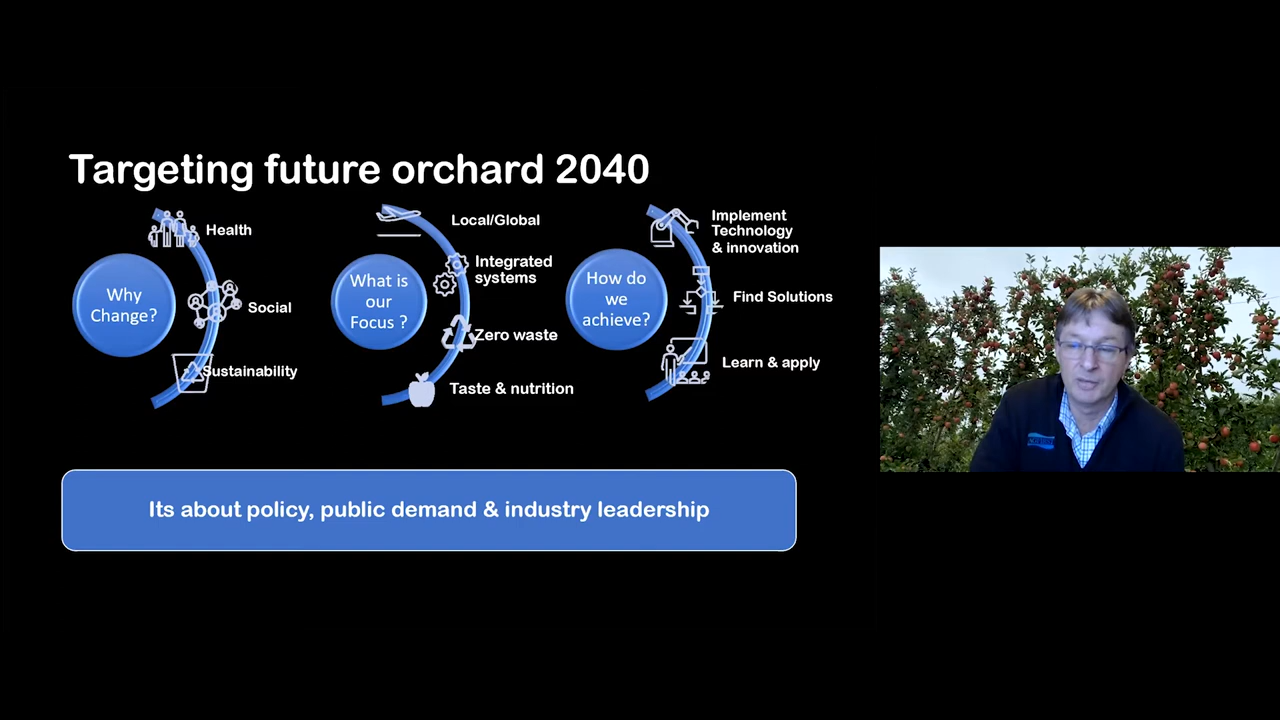 Targeting future orchard 2040
Why
Change?
Health
Social
Sustainability
What is
our
Focus ?
Local/Global
Integrated
systems
Zero waste
Taste & nutrition
How do
we
achieve?
Implement
Technology
& innovation
Find Solutions
Learn & apply
Its about policy, public demand & industry leadership